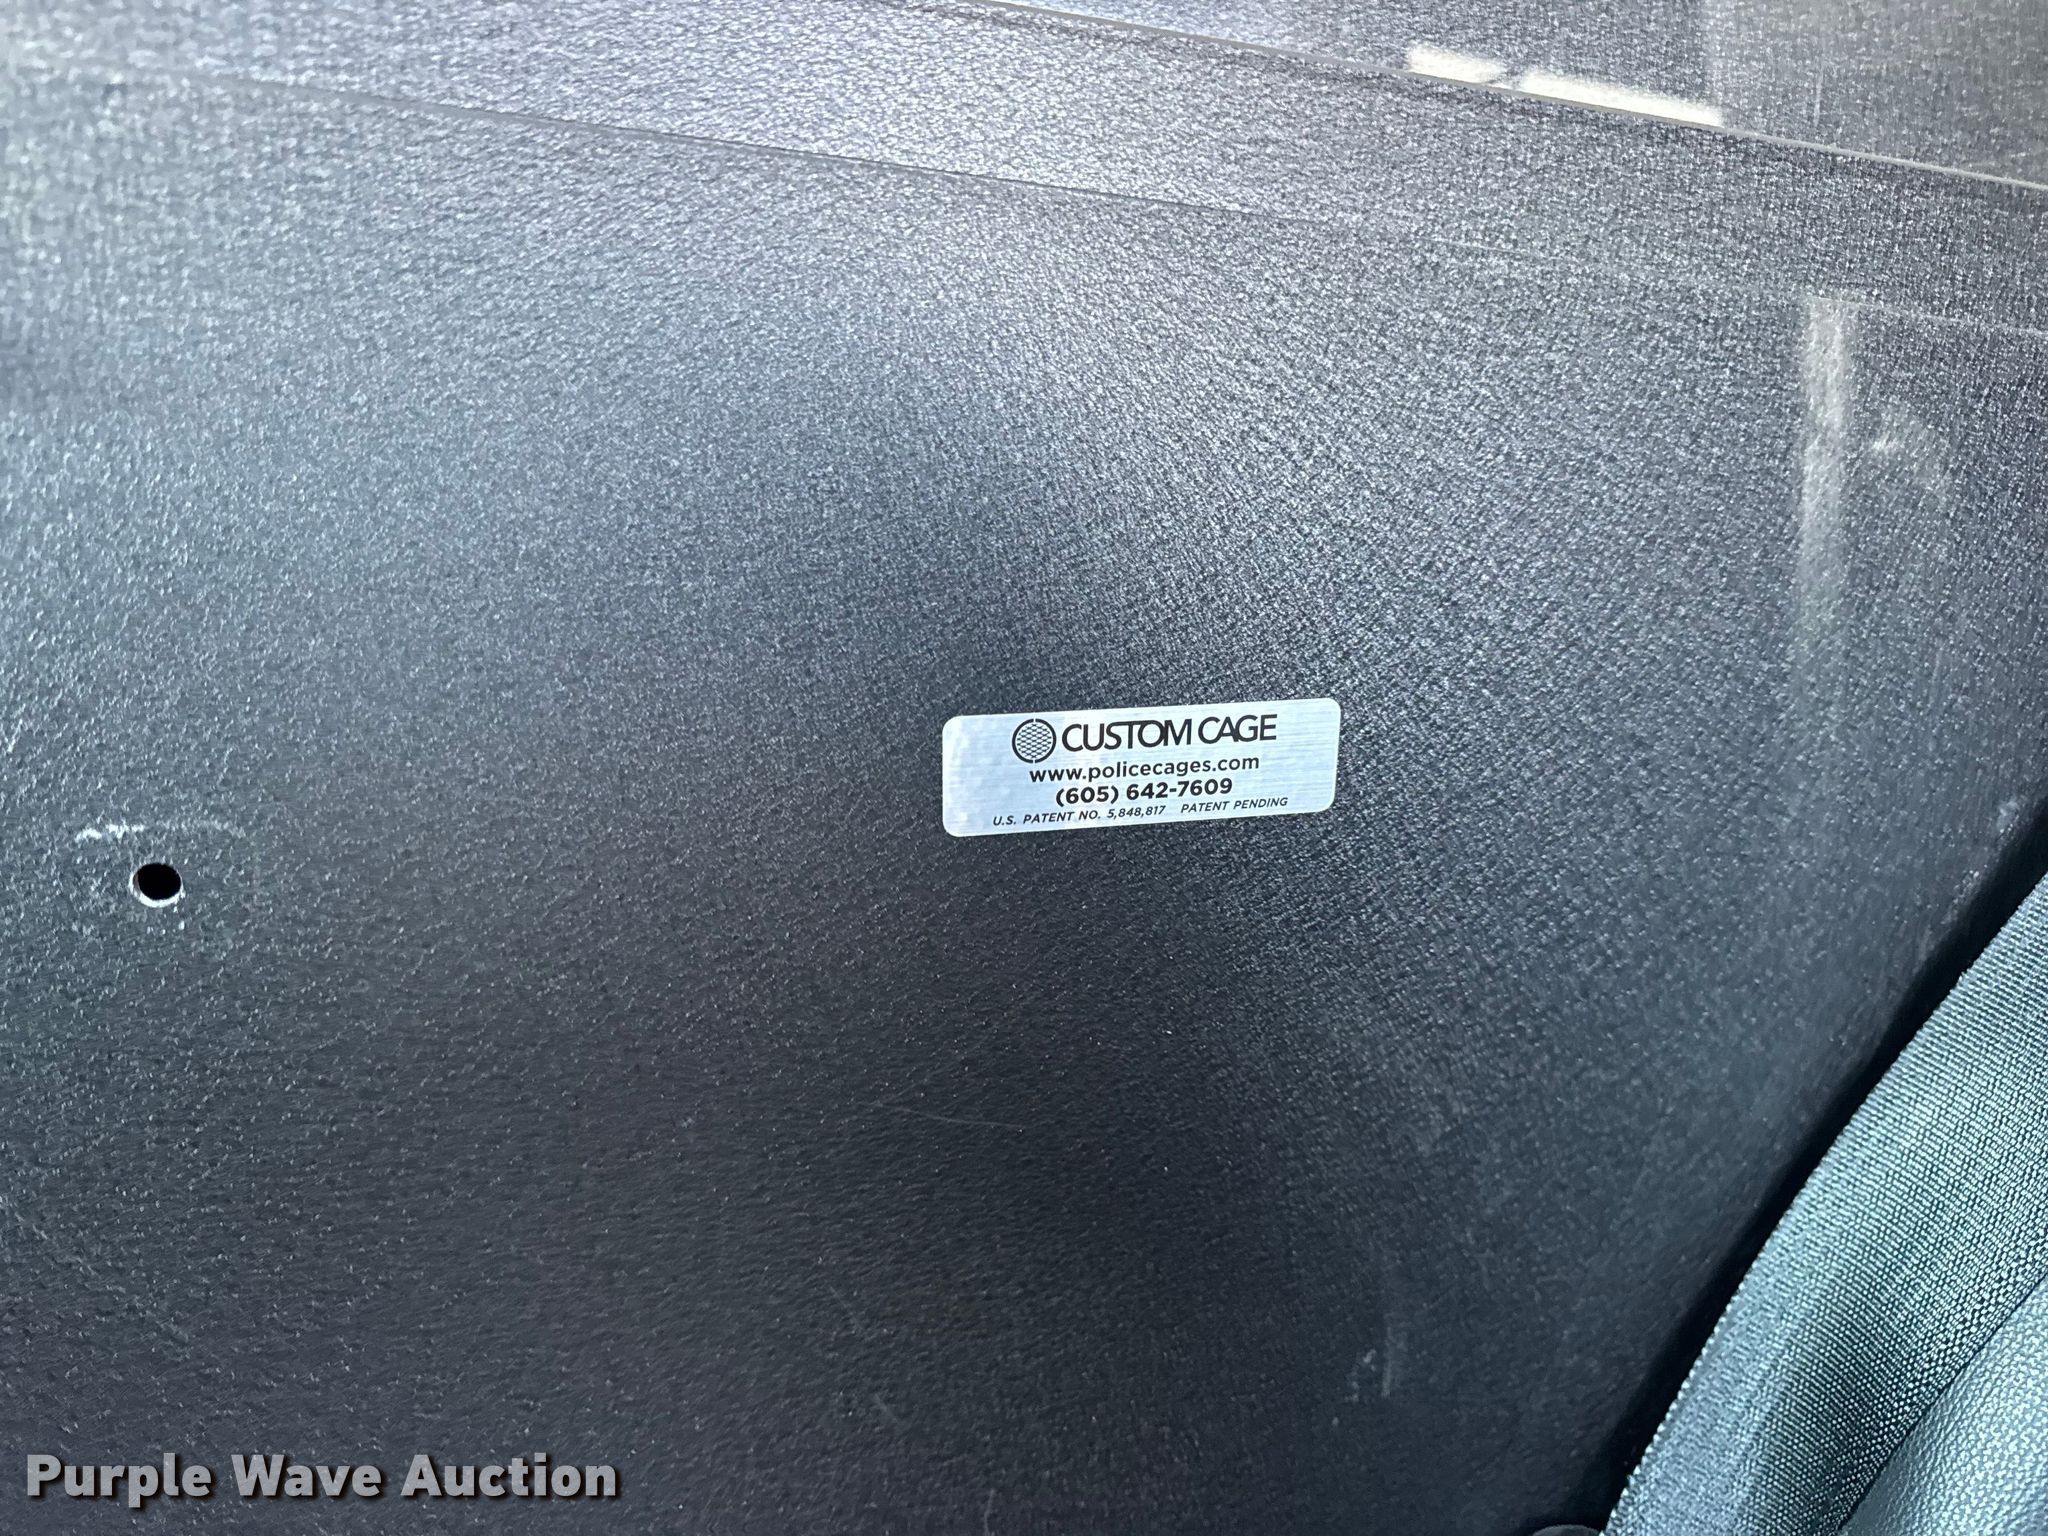 CUSTOM CAGE
www.policecages.com
(605) 642-7609
U.S. PATENT NO. 5,848,817 PATENT PENDING
Purple Wave Auction